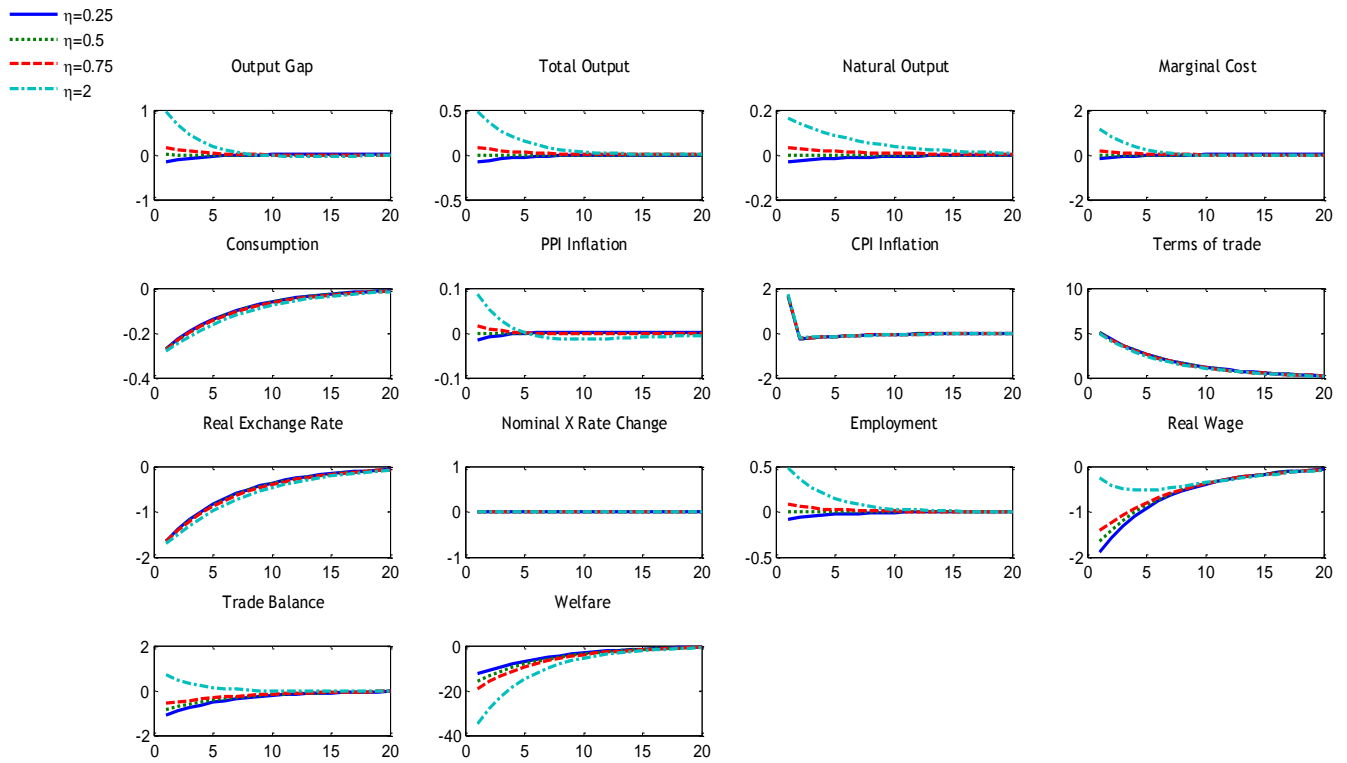 η=0.25
η=0.5
η=0.75
η=2
Output Gap
Total Output
Natural Output
Marginal Cost
1
0
-1
0 5 10 15 20
0.5
0
-0.5
0 5 10 15 20
0.2
0
-0.2
0 5 10 15 20
2
0
-2
0 5 10 15 20
Consumption
PPI Inflation
CPI Inflation
Terms of trade
0
-0.2
-0.4
0 5 10 15 20
0.1
0
-0.1
0 5 10 15 20
2
0
-2
0 5 10 15 20
10
5
0
0 5 10 15 20
Real Exchange Rate
Nominal X Rate Change
Employment
Real Wage
0
-1
-2
0 5 10 15 20
1
0
-1
0 5 10 15 20
0.5
0
-0.5
0 5 10 15 20
0
-1
-2
0 5 10 15 20
Trade Balance
Welfare
2
0
-2
0 5 10 15 20
0
-20
-40
0 5 10 15 20